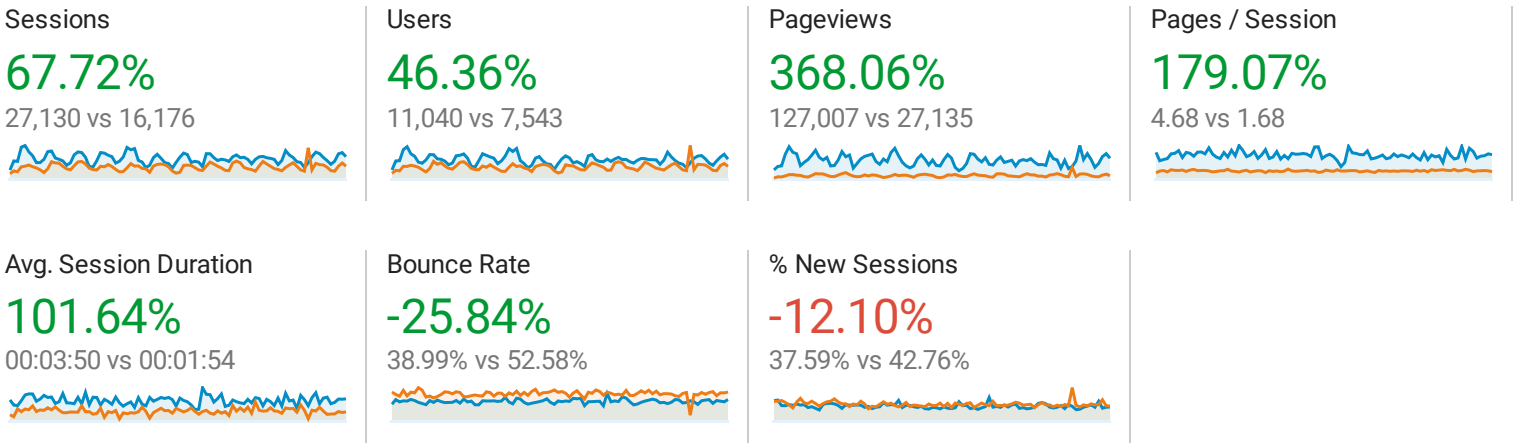 Sessions
67.72%
27,130 vs 16,176
Users
46.36%
11,040 vs 7,543
Pageviews
368.06%
127,007 vs 27,135
Pages / Session
179.07%
4.68 vs 1.68
Avg. Session Duration
101.64%
00:03:50 vs 00:01:54
Bounce Rate
-25.84%
38.99% vs 52.58%
% New Sessions
-12.10%
37.59% vs 42.76%